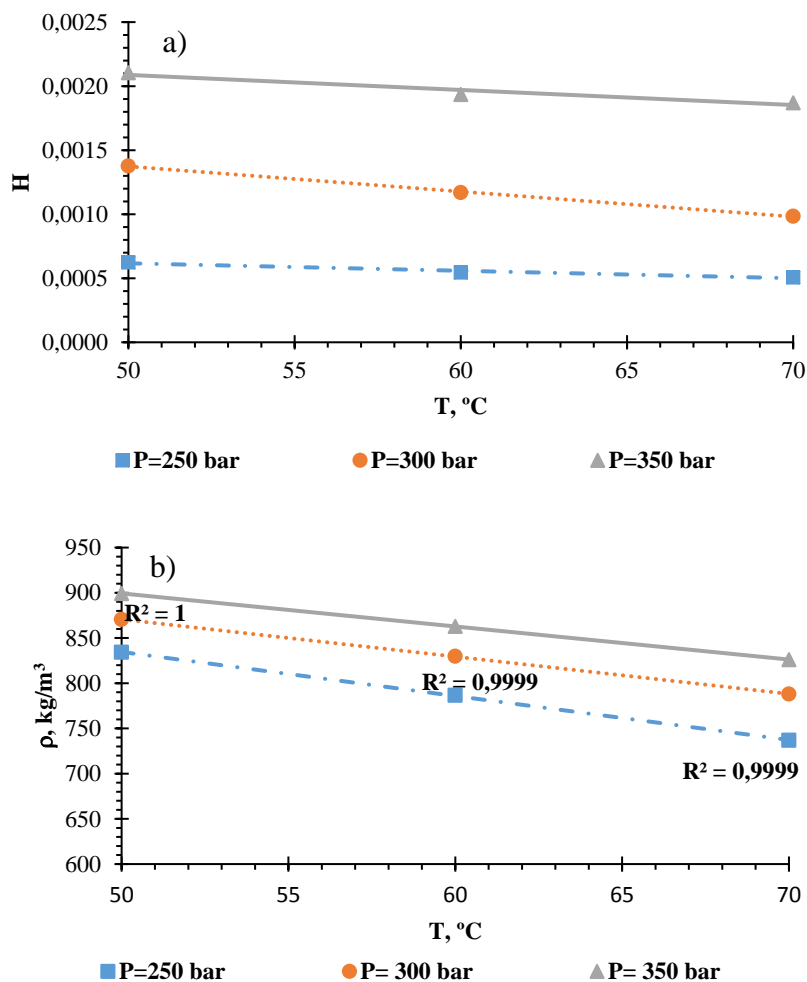 a)
0,0025
0,0020
0,0015
0,0010
0,0005
0,0000
H
50 55 60 65 70
T, ºC
P=250 bar P=300 bar P=350 bar
b)
950
900
850
800
750
700
650
600
ρ, kg/m³
R² = 1
R² = 0,9999
R² = 0,9999
50 55 60 65 70
T, ºC
P=250 bar P= 300 bar P= 350 bar